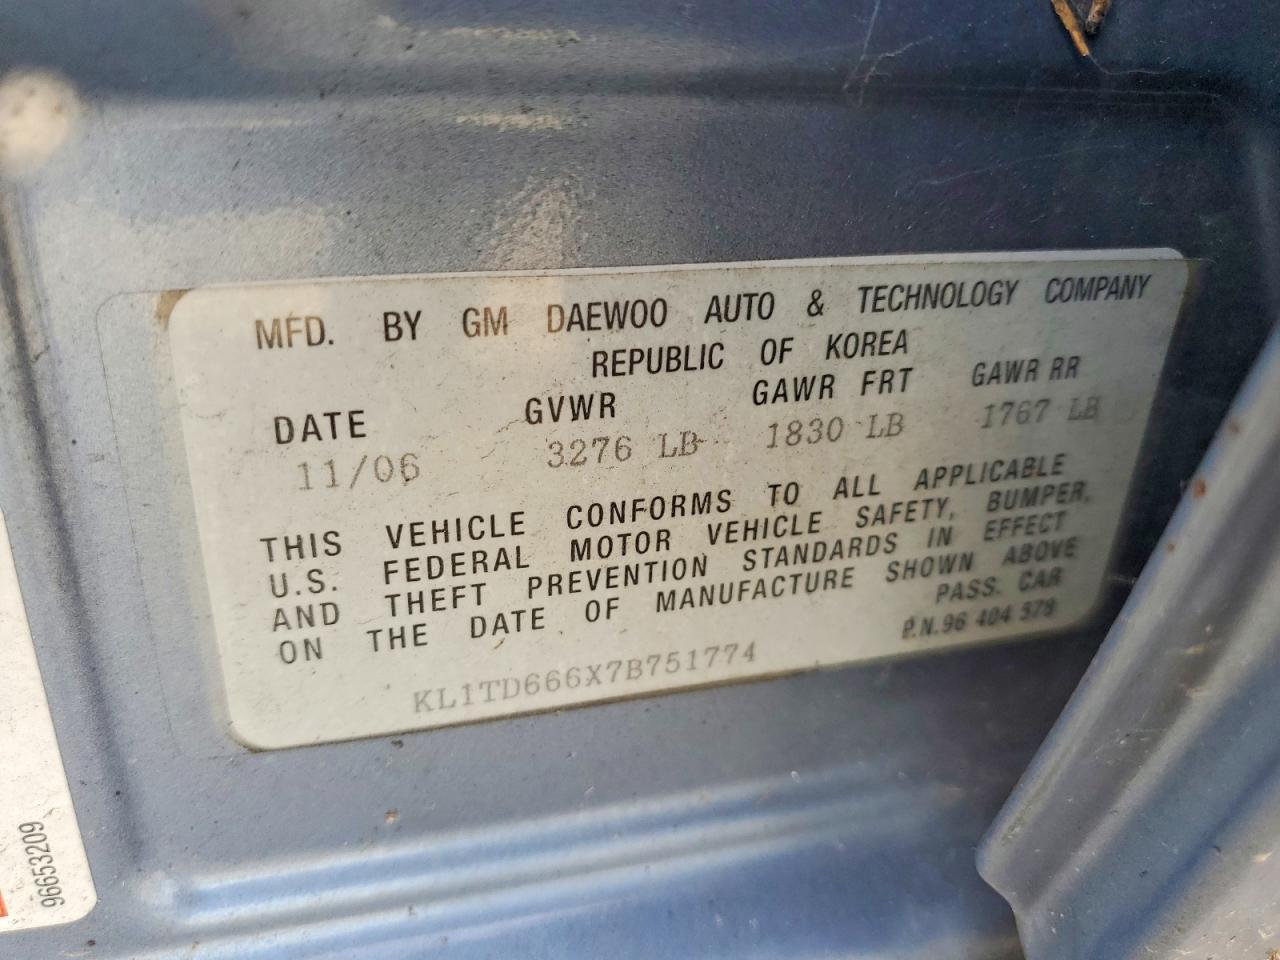 MFD. BY GM DAEWOO AUTO & TECHNOLOGY COMPANY
REPUBLIC OF KOREA
DATE GVWR GAWR FRT GAWR RR
11/06 3276 LB 1830 LB 1767 LB
THIS VEHICLE CONFORMS TO ALL APPLICABLE
U.S. FEDERAL MOTOR VEHICLE SAFETY, BUMPER,
AND THEFT PREVENTION STANDARDS IN EFFECT
ON THE DATE OF MANUFACTURE SHOWN ABOVE
PASS. CAR
P.N.96 404
KL1TD666X7B751774
96653209